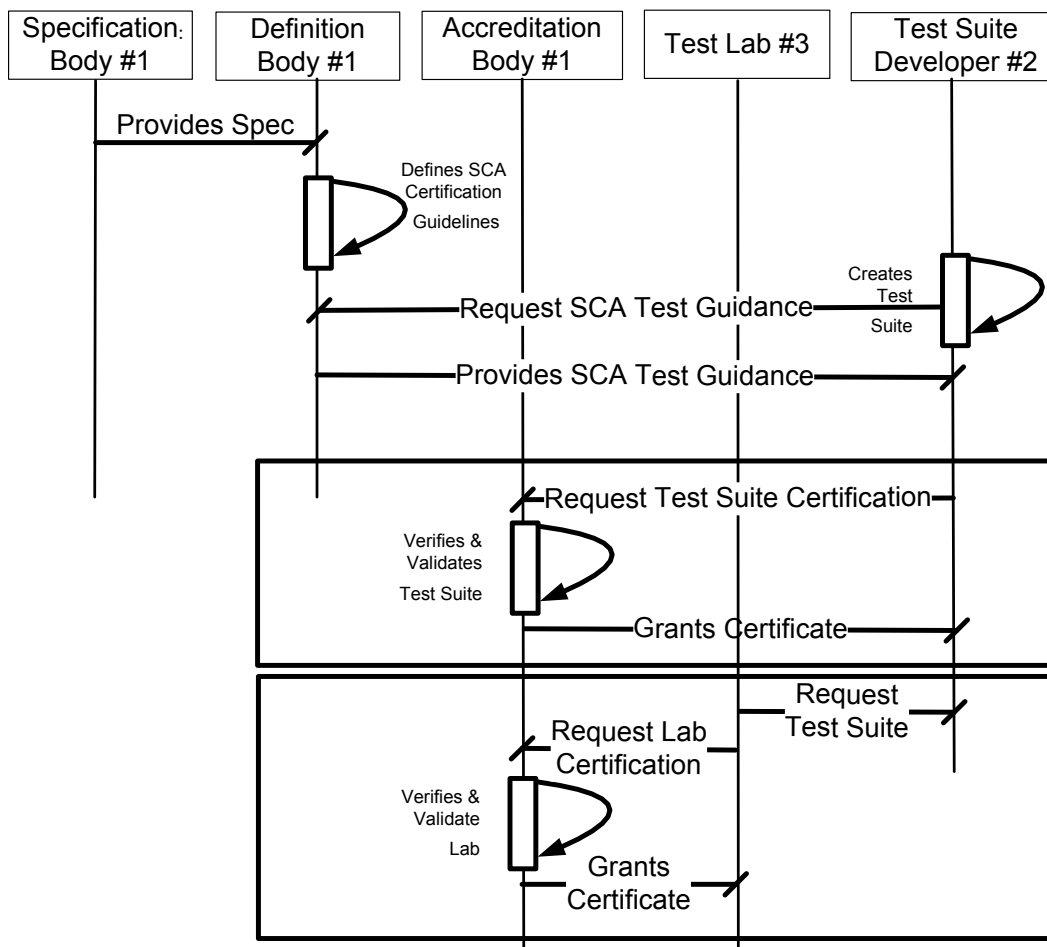 Specification:
Body #1
Definition
Body #1
Accreditation
Body #1
Test Lab #3
Test Suite
Developer #2
Provides Spec
Defines SCA
Certification
Guidelines
Creates
Test
Suite
Request SCA Test Guidance
Provides SCA Test Guidance
Request Test Suite Certification
Verifies &
Validates
Test Suite
Grants Certificate
Request
Test Suite
Request Lab
Certification
Verifies &
Validate
Lab
Grants
Certificate